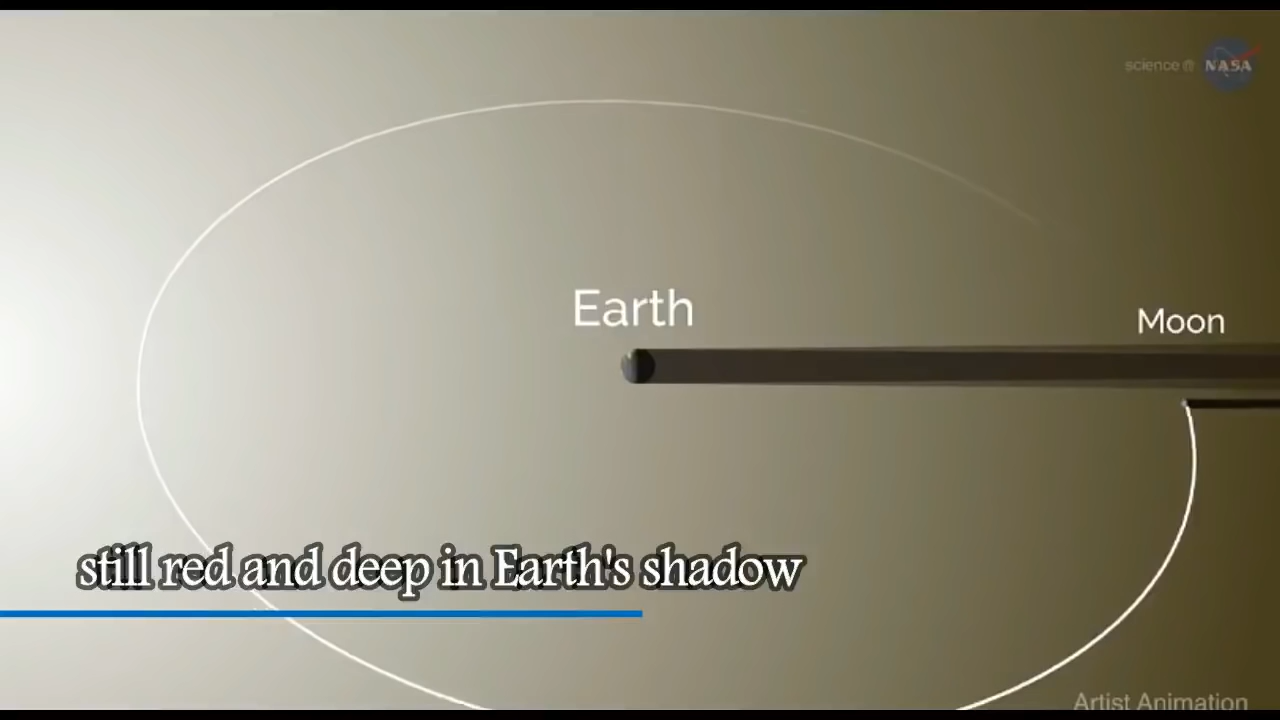 science @ NASA
Earth
Moon
still red and deep in Earth's shadow
Artist Animation